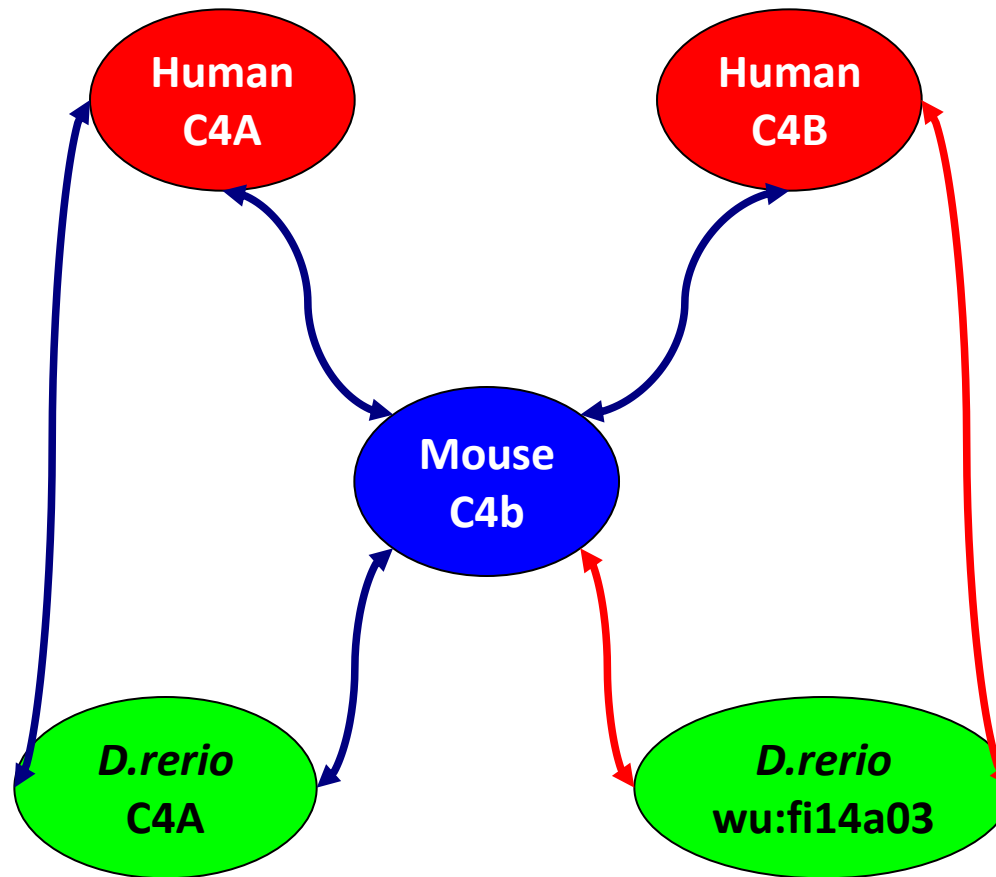 Human
C4A
Human
C4B
Mouse
C4b
D.rerio
C4A
D.rerio
wu:fi14a03